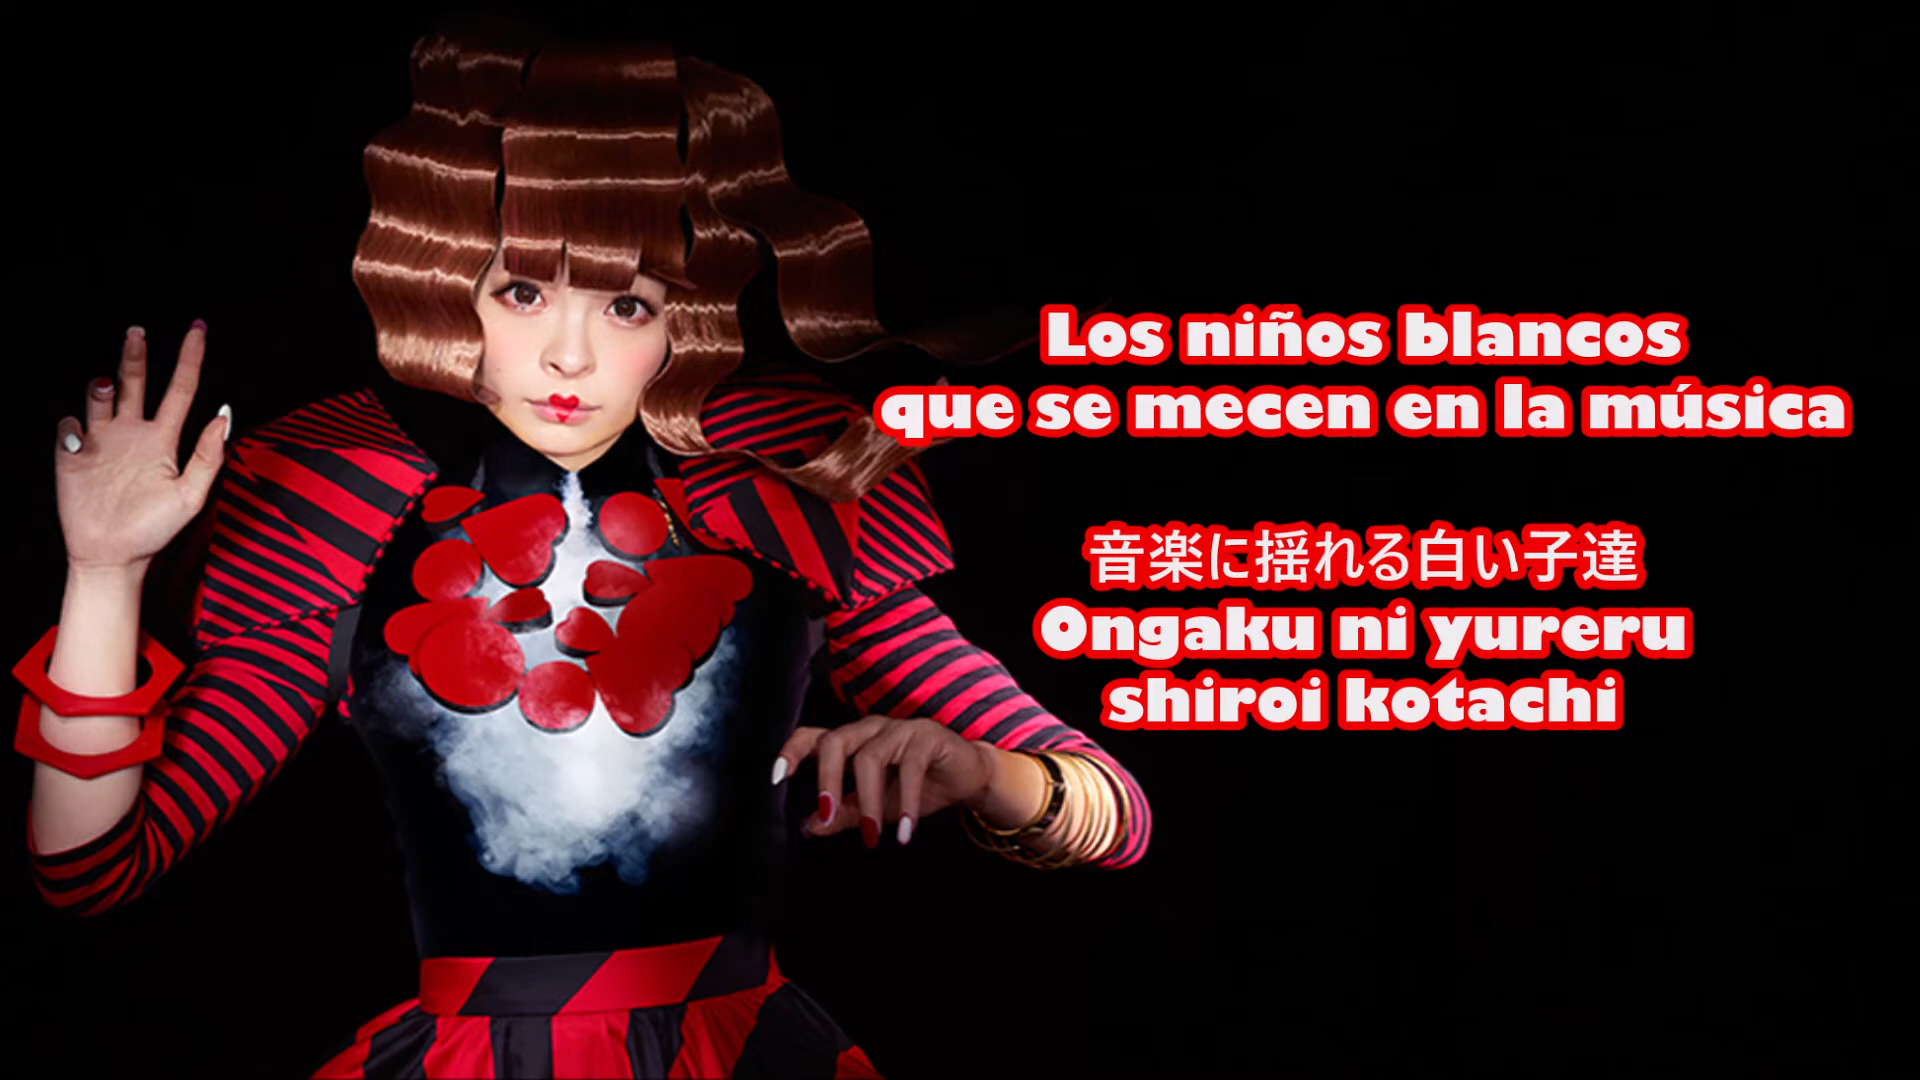 Los niños blancos
que se mecen en la música
音楽に揺れる白い子達
Ongaku ni yureru
shiroi kotachi